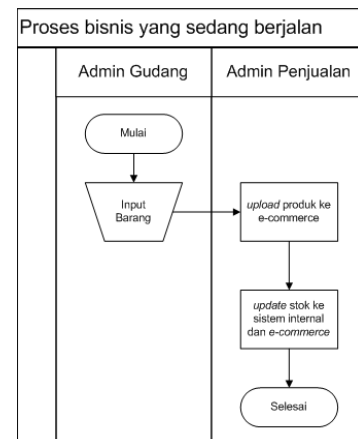 Proses bisnis yang sedang berjalan
Admin Gudang
Admin Penjualan
Mulai
Input
Barang
upload produk ke
e-commerce
update stok ke
sistem internal
dan e-commerce
Selesai